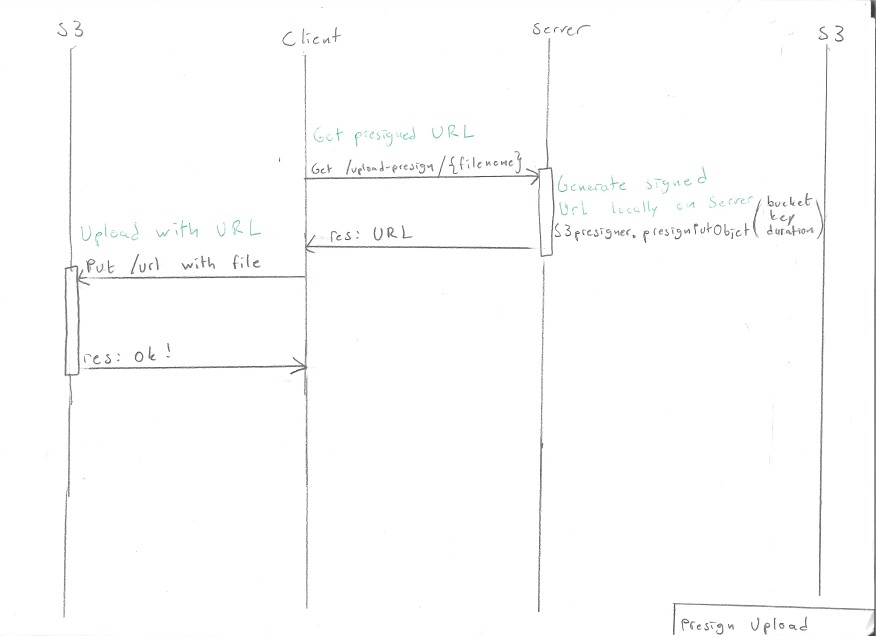 S3
Client
Server
S3
Get presigned URL
Get /upload-presign/{filename}
Generate signed
Url locally on Server
S3presigner.presignPutObjct( bucket
key
duration)
res: URL
Upload with URL
Put /url with file
res: ok!
Presign Upload